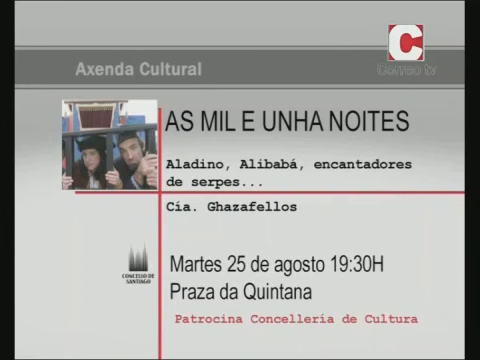 C
Correo tv
Axenda Cultural
AS MIL E UNHA NOITES
Aladino, Alibabá, encantadores
de serpes...
Cía. Ghazafellos
CONCELLO DE
SANTIAGO
Martes 25 de agosto 19:30H
Praza da Quintana
Patrocina Concellería de Cultura